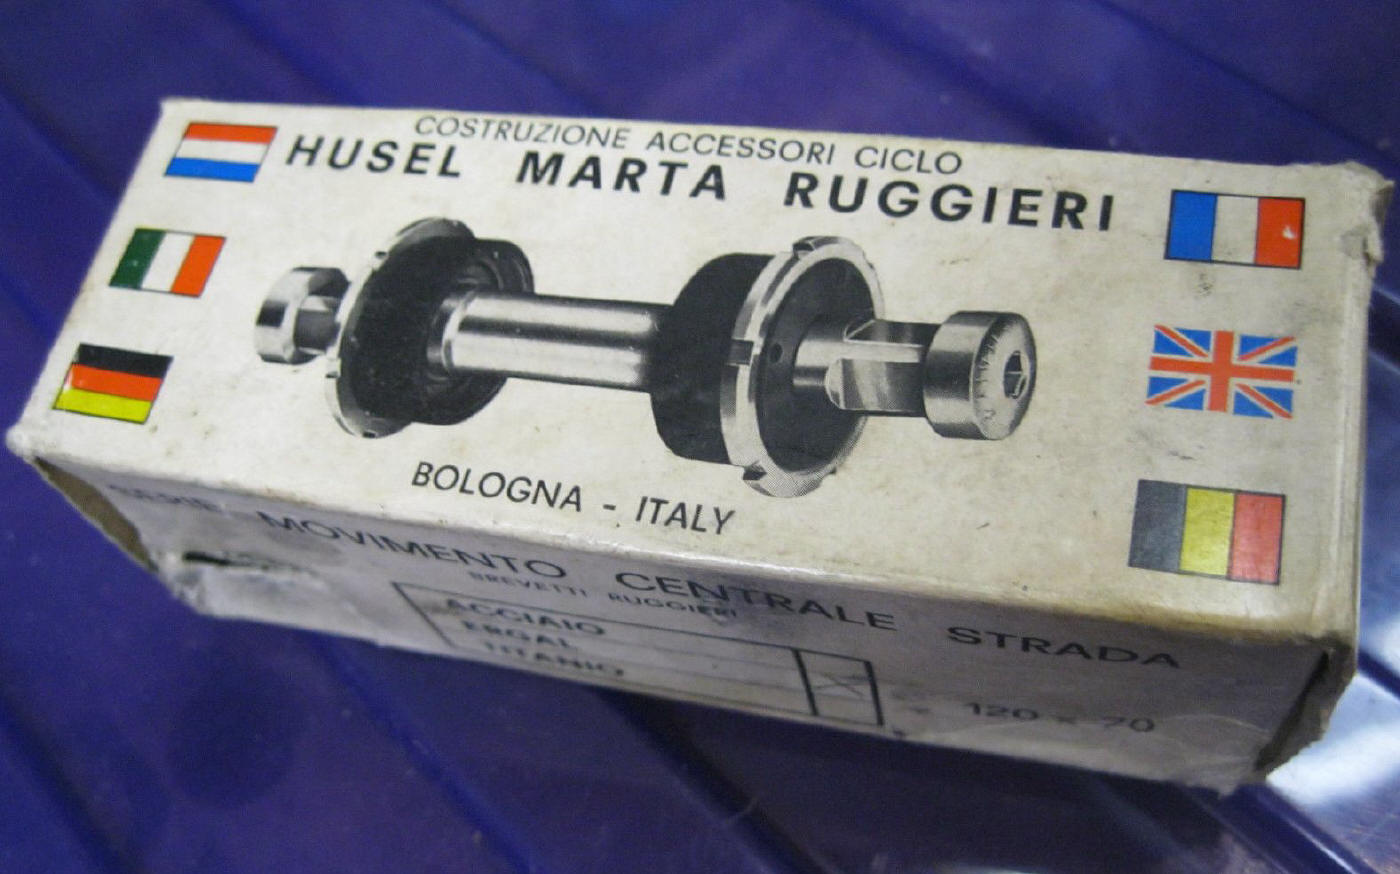 COSTRUZIONE ACCESSORI CICLO
HUSEL MARTA RUGGIERI
BOLOGNA - ITALY
MOVIMENTO CENTRALE STRADA
BREVETTI RUGGIERI
ACCIAIO
ERGAL
TITANIO
X
120 × 70